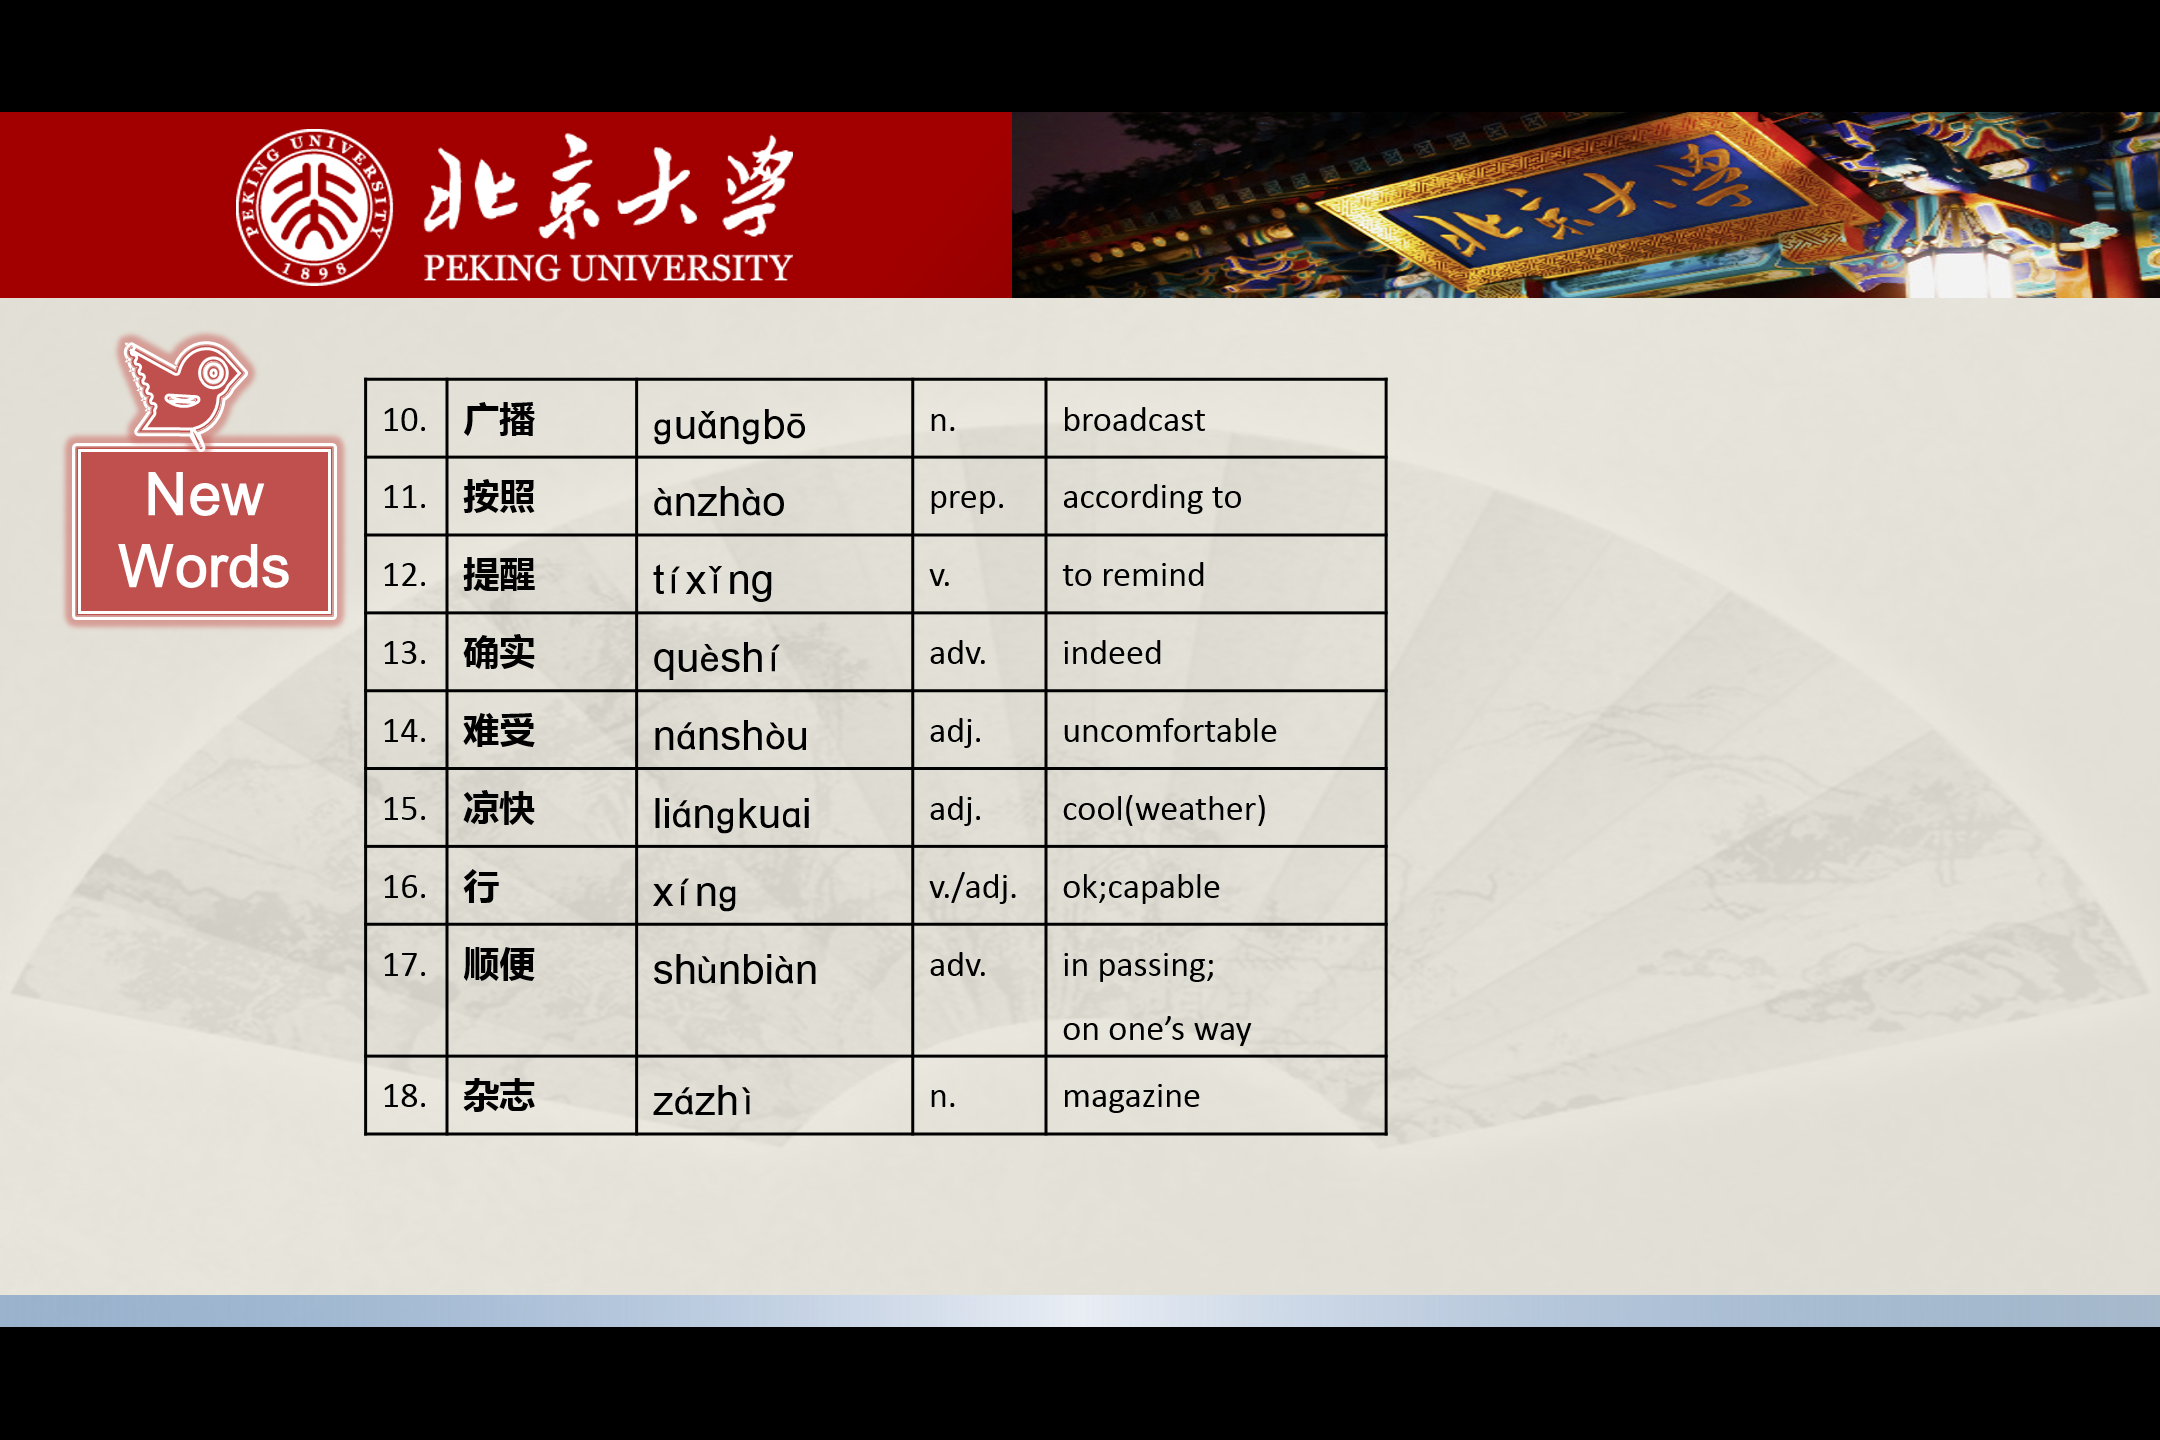 PEKING UNIVERSITY
1898
北京大学
PEKING UNIVERSITY
北京大学
New
Words
10. 广播 guǎngbō n. broadcast
11. 按照 ànzhào prep. according to
12. 提醒 tíxǐng v. to remind
13. 确实 quèshí adv. indeed
14. 难受 nánshòu adj. uncomfortable
15. 凉快 liángkuai adj. cool(weather)
16. 行 xíng v./adj. ok;capable
17. 顺便 shùnbiàn adv. in passing;
on one’s way
18. 杂志 zázhì n. magazine